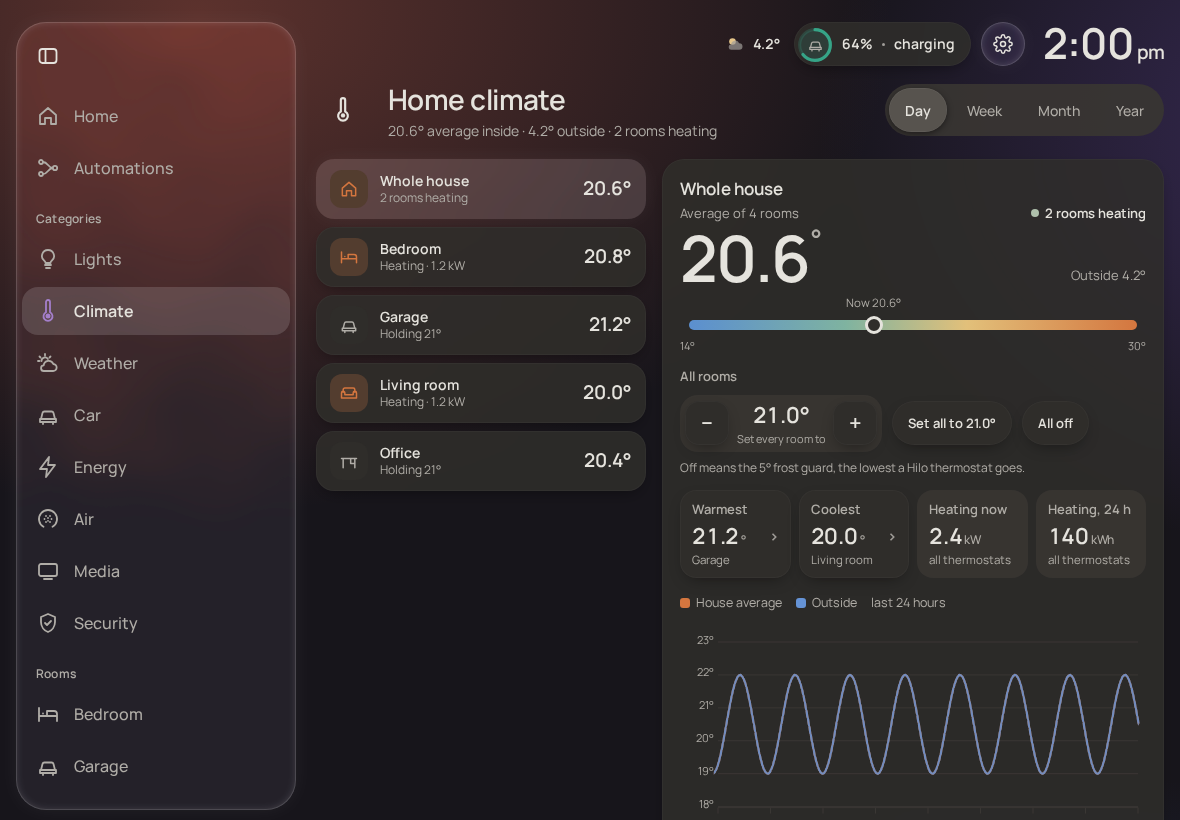 4.2°
64% • charging
2:00 pm
Home
Automations
Categories
Lights
Climate
Weather
Car
Energy
Air
Media
Security
Rooms
Bedroom
Garage
Home climate
20.6° average inside · 4.2° outside · 2 rooms heating
Day Week Month Year
Whole house
2 rooms heating
20.6°
Bedroom
Heating · 1.2 kW
20.8°
Garage
Holding 21°
21.2°
Living room
Heating · 1.2 kW
20.0°
Office
Holding 21°
20.4°
Whole house
Average of 4 rooms
2 rooms heating
20.6°
Outside 4.2°
Now 20.6°
14° 30°
All rooms
− 21.0° +
Set every room to
Set all to 21.0°
All off
Off means the 5° frost guard, the lowest a Hilo thermostat goes.
Warmest
21.2°
Garage
Coolest
20.0°
Living room
Heating now
2.4 kW
all thermostats
Heating, 24 h
140 kWh
all thermostats
House average Outside last 24 hours
23°
22°
21°
20°
19°
18°